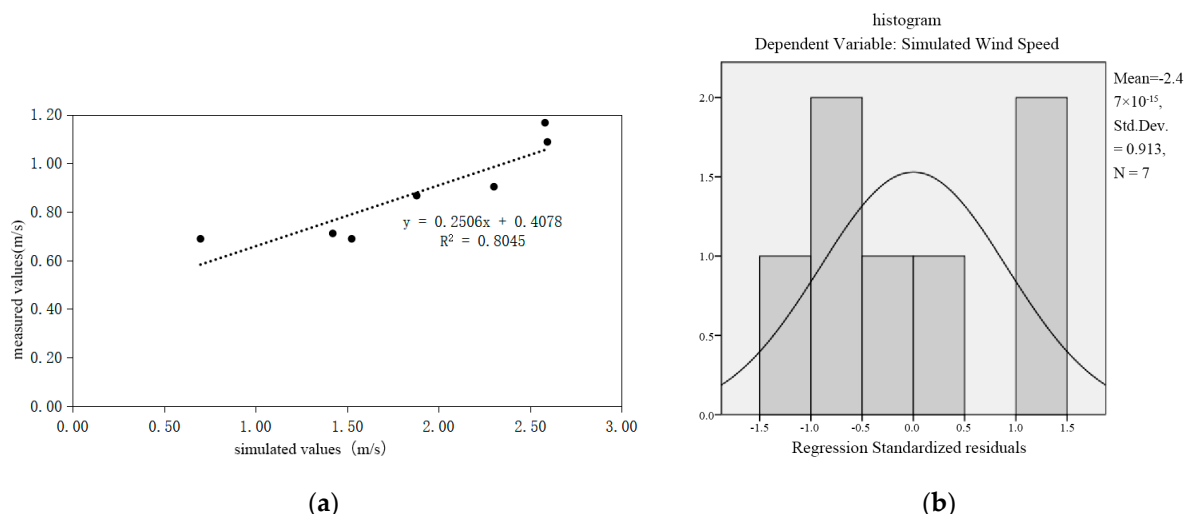 1.20
1.00
0.80
0.60
0.40
0.20
0.00
measured values(m/s)
y = 0.2506x + 0.4078
R² = 0.8045
0.00 0.50 1.00 1.50 2.00 2.50 3.00
simulated values（m/s）
(a)
histogram
Dependent Variable: Simulated Wind Speed
2.0
1.5
1.0
0.5
0.0
-1.5 -1.0 -0.5 0.0 0.5 1.0 1.5
Regression Standardized residuals
Mean=-2.4
7×10⁻¹⁵,
Std.Dev.
= 0.913,
N = 7
(b)